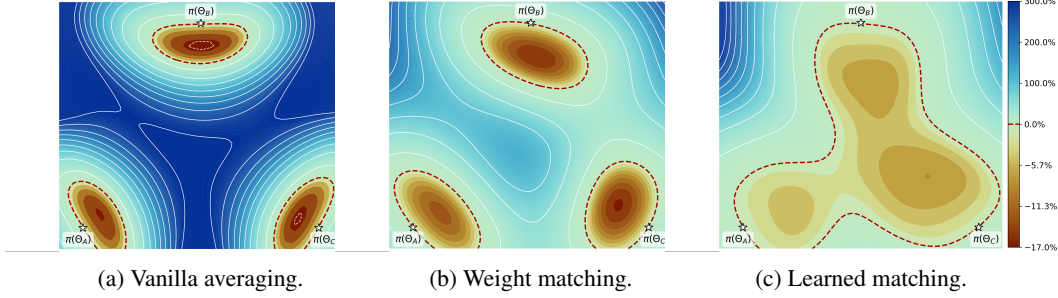 π(Θ_B)
π(Θ_A)
π(Θ_C)
π(Θ_B)
π(Θ_A)
π(Θ_C
π(Θ_B)
π(Θ_A)
π(Θ_C)
300.0%
200.0%
100.0%
0.0%
−5.7%
−11.3%
−17.0%
(a) Vanilla averaging.
(b) Weight matching.
(c) Learned matching.